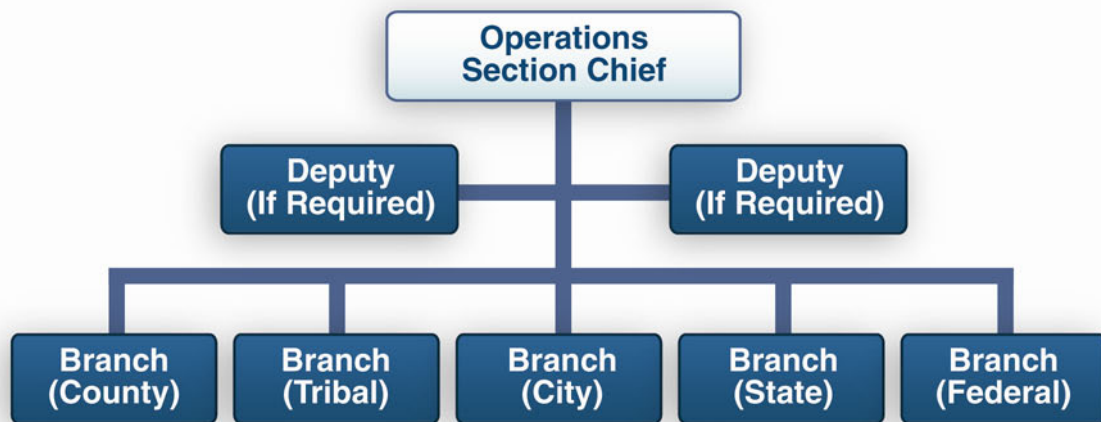 Operations
Section Chief
Deputy
(If Required)
Deputy
(If Required)
Branch
(County)
Branch
(Tribal)
Branch
(City)
Branch
(State)
Branch
(Federal)